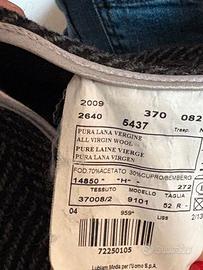 2009 370 082
2640 5437
PURA LANA VERGINE
ALL VIRGIN WOOL
PURE LAINE VIERGE
PURA LANA VIRGEN
FOD.70%ACETATO 30%CUPRO/BEMBERG
14850 "H" 272
TESSUTO MODELLO TAGLIA
37008/2 9101 52 R
04 959*
72250105
Lubiam Moda per l'Uomo S.p.A.